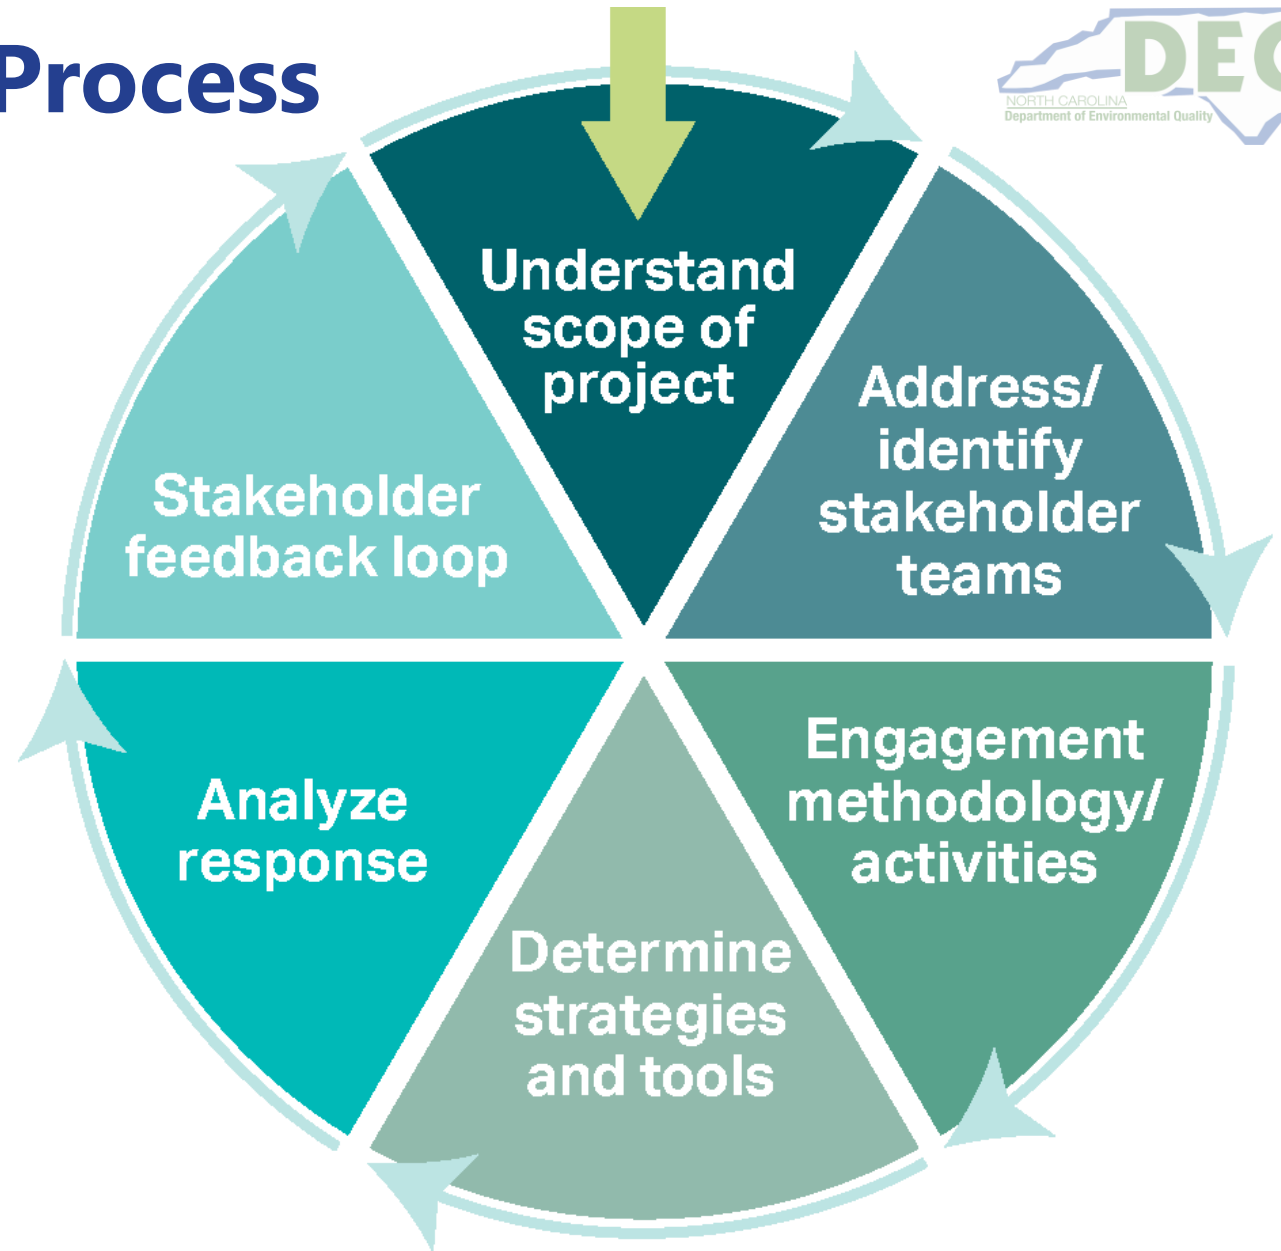 Process
DEQ
NORTH CAROLINA
Department of Environmental Quality
Understand
scope of
project
Address/
identify
stakeholder
teams
Engagement
methodology/
activities
Determine
strategies
and tools
Analyze
response
Stakeholder
feedback loop